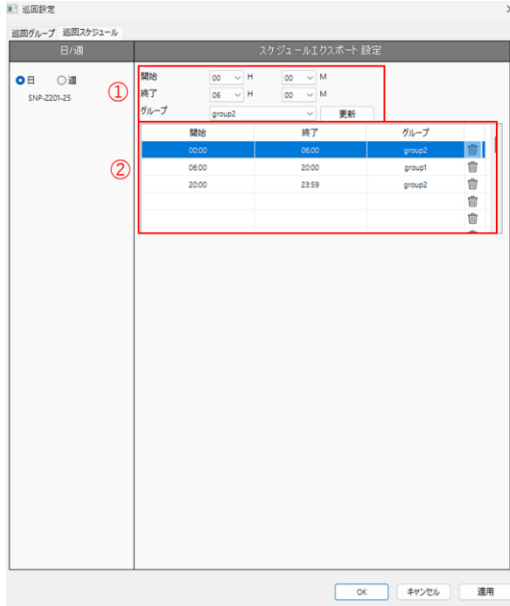 巡回設定
巡回グループ 巡回スケジュール
日/週 スケジュールエクスポート 設定
日 週
SNP-Z201-25
①
開始 00 H 00 M
終了 06 H 00 M
グループ group2 更新
②
開始 終了 グループ
00:00 06:00 group2
06:00 20:00 group1
20:00 23:59 group2
OK キャンセル 適用